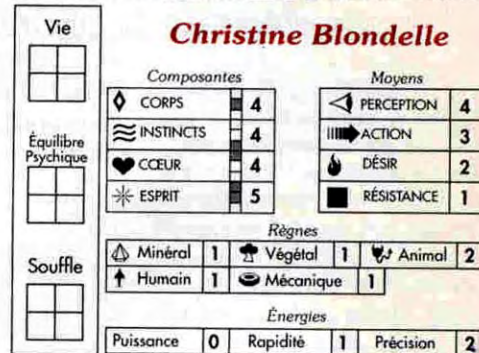 Vie
Équilibre
Psychique
Souffle
Christine Blondelle
Composantes
CORPS 4
INSTINCTS 4
CŒUR 4
ESPRIT 5
Moyens
PERCEPTION 4
ACTION 3
DÉSIR 2
RÉSISTANCE 1
Règnes
Minéral 1 Végétal 1 Animal 2
Humain 1 Mécanique 1
Énergies
Puissance 0 Rapidité 1 Précision 2